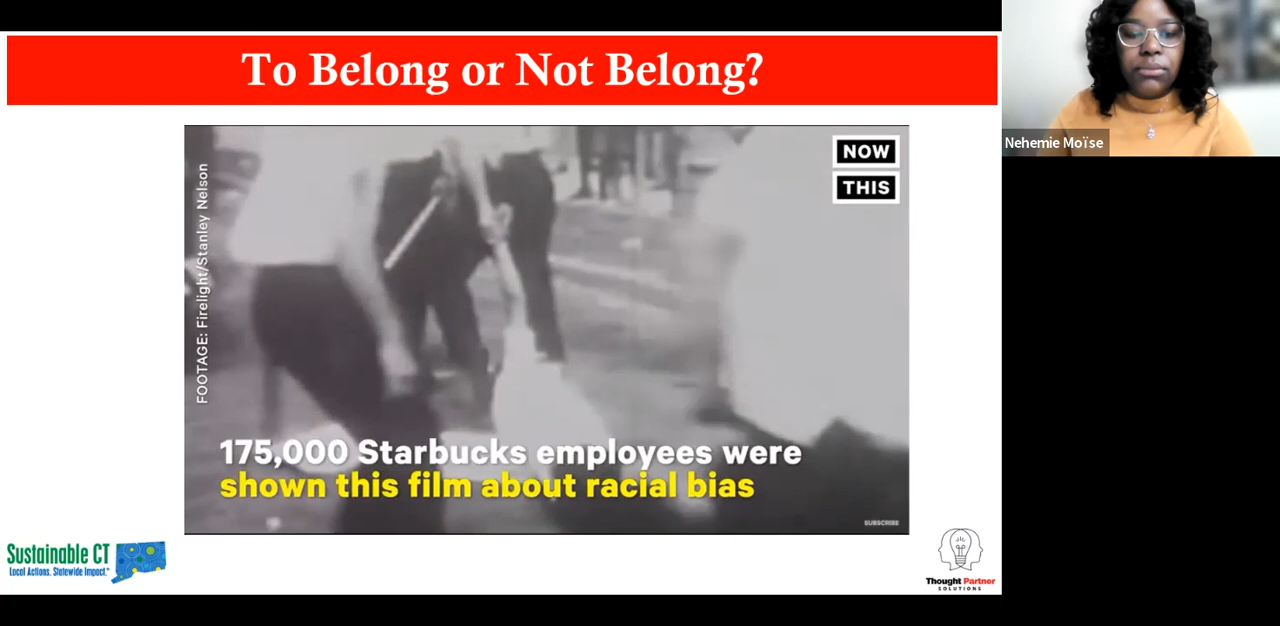 To Belong or Not Belong?
Nehemie Moïse
NOW
THIS
FOOTAGE: Firelight/Stanley Nelson
175,000 Starbucks employees were
shown this film about racial bias
SUBSCRIBE
Sustainable CT
Local Actions. Statewide Impact.
Thought Partner
SOLUTIONS